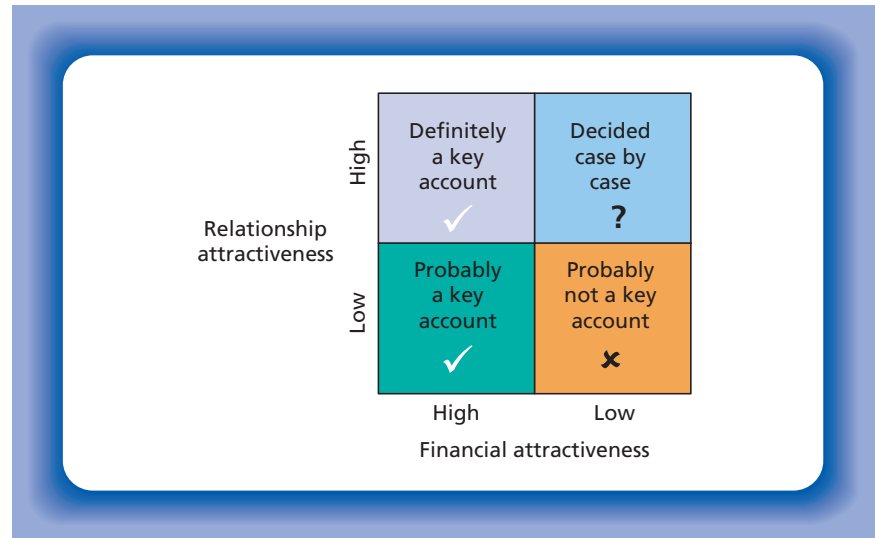 High
Definitely
a key
account
✓
Decided
case by
case
?
Relationship
attractiveness
Low
Probably
a key
account
✓
Probably
not a key
account
✘
High
Low
Financial attractiveness